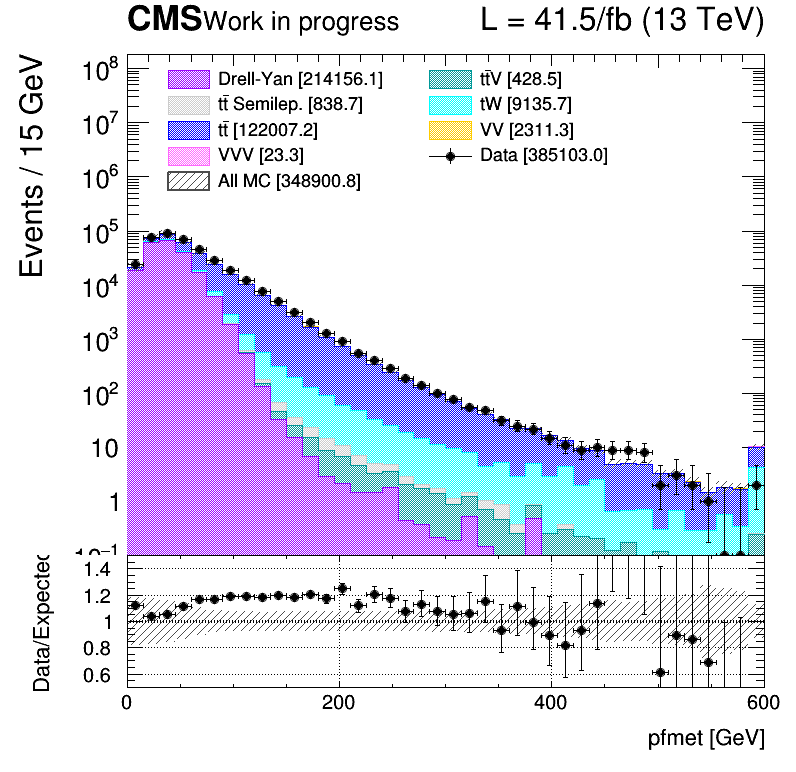 CMS Work in progress L = 41.5/fb (13 TeV)
Events / 15 GeV
Drell-Yan [214156.1] tt̄V [428.5]
tt̄ Semilep. [838.7] tW [9135.7]
tt̄ [122007.2] VV [2311.3]
VVV [23.3] Data [385103.0]
All MC [348900.8]
10⁸
10⁷
10⁶
10⁵
10⁴
10³
10²
10
1
10⁻¹
Data/Expected
1.4
1.2
1
0.8
0.6
0 200 400 600
pfmet [GeV]